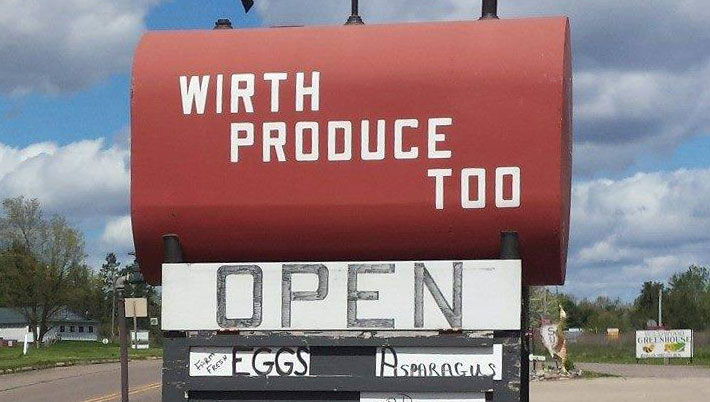 WIRTH
PRODUCE
TOO
OPEN
FARM FRESH EGGS
ASPARAGUS
GREENHOUSE